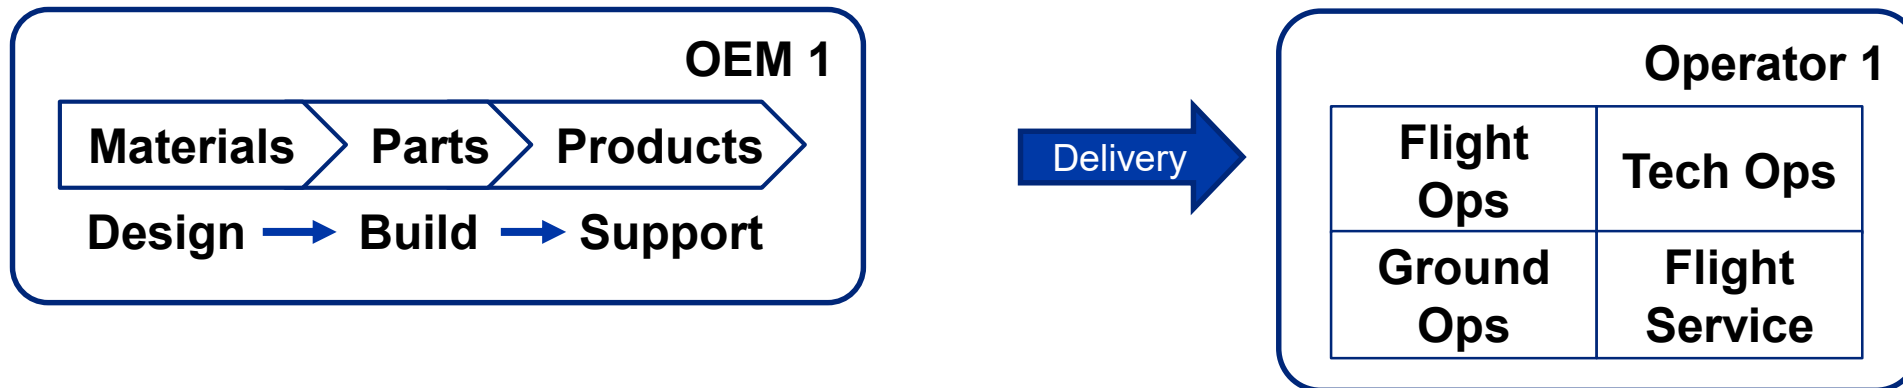 OEM 1
Materials Parts Products
Design Build Support
Delivery
Operator 1
Flight
Ops
Tech Ops
Ground
Ops
Flight
Service